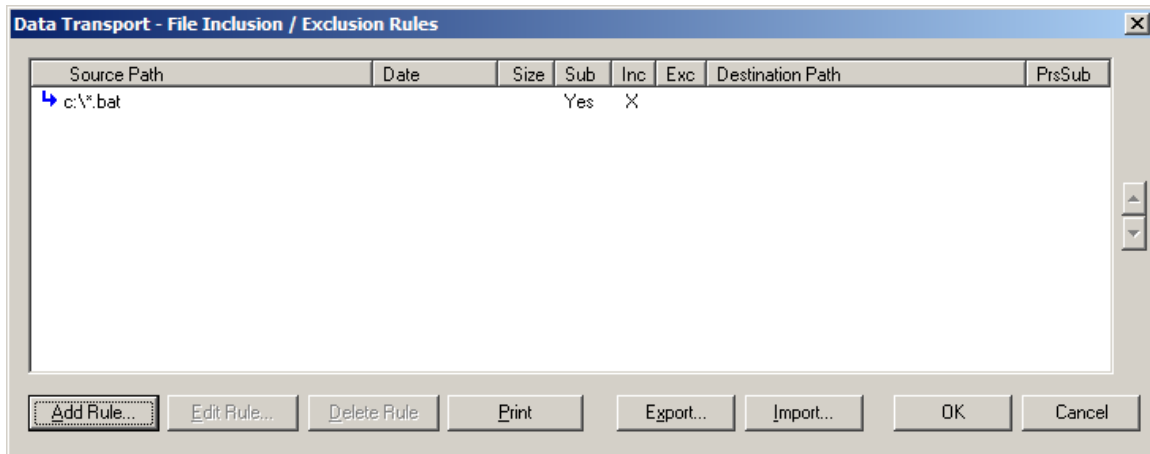 Data Transport - File Inclusion / Exclusion Rules
Source Path Date Size Sub Inc Exc Destination Path PrsSub
c:\*.bat Yes X
Add Rule... Edit Rule... Delete Rule Print Export... Import... OK Cancel